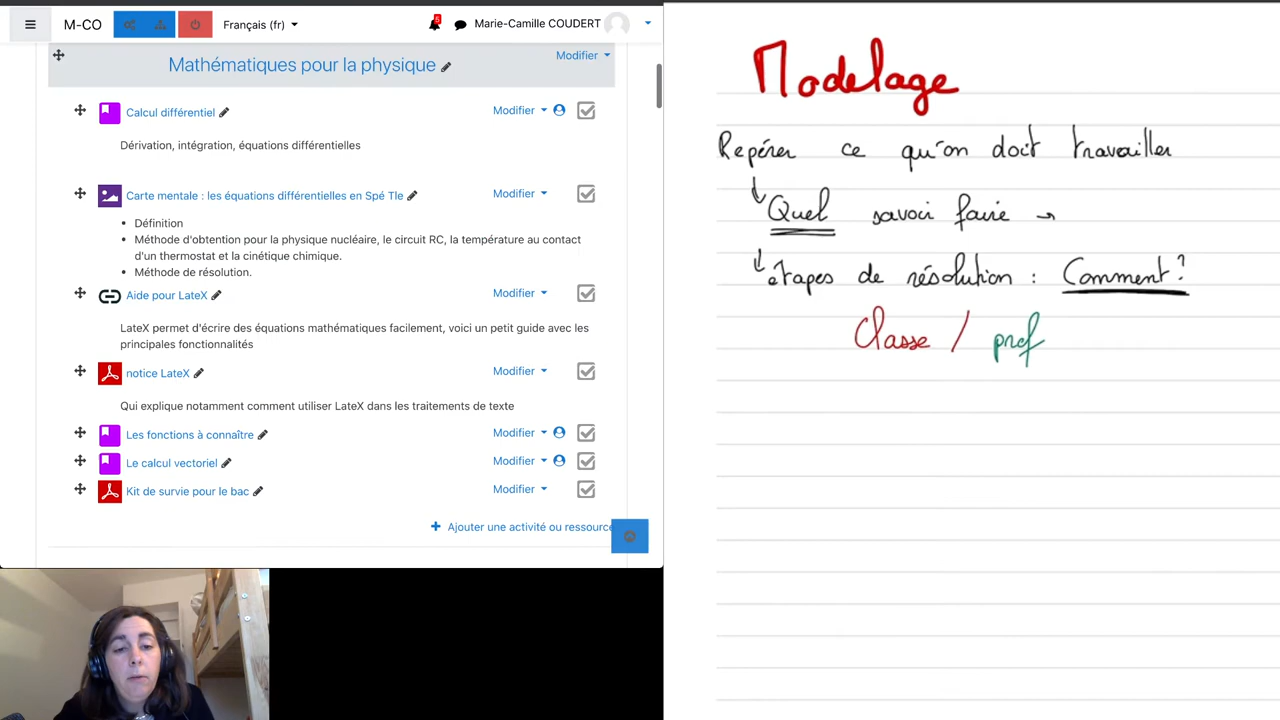 M-CO
Français (fr)
5
Marie-Camille COUDERT
Mathématiques pour la physique
Modifier
Calcul différentiel
Modifier
Dérivation, intégration, équations différentielles
Carte mentale : les équations différentielles en Spé Tle
Modifier
Définition
Méthode d'obtention pour la physique nucléaire, le circuit RC, la température au contact
d'un thermostat et la cinétique chimique.
Méthode de résolution.
Aide pour LateX
Modifier
LateX permet d'écrire des équations mathématiques facilement, voici un petit guide avec les
principales fonctionnalités
notice LateX
Modifier
Qui explique notamment comment utiliser LateX dans les traitements de texte
Les fonctions à connaître
Modifier
Le calcul vectoriel
Modifier
Kit de survie pour le bac
Modifier
+ Ajouter une activité ou ressource
Modelage
Repérer ce qu'on doit travailler
↳ Quel savoir faire →
↳ étapes de résolution : Comment ?
Classe / prof